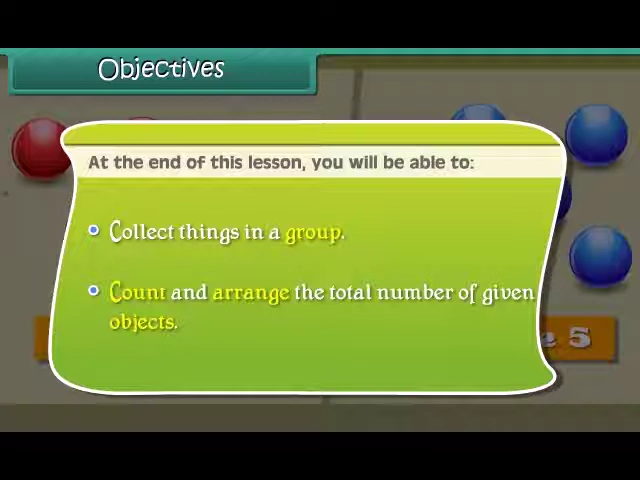 Objectives
At the end of this lesson, you will be able to:
Collect things in a group.
Count and arrange the total number of given
objects.
5